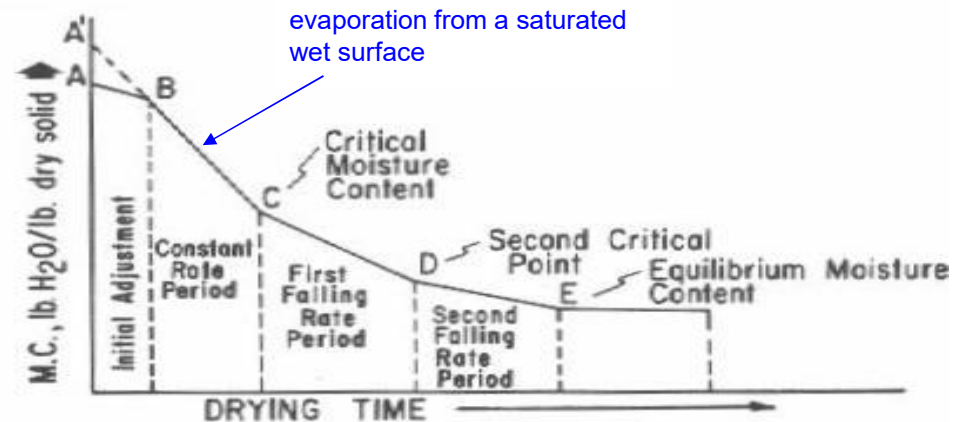 evaporation from a saturated
wet surface
A'
A
B
Critical
Moisture
Content
C
Second Critical
Point
D
Equilibrium Moisture
Content
E
M.C., lb. H₂O/lb. dry solid
Initial Adjustment
Constant
Rate
Period
First
Falling
Rate
Period
Second
Falling
Rate
Period
DRYING TIME